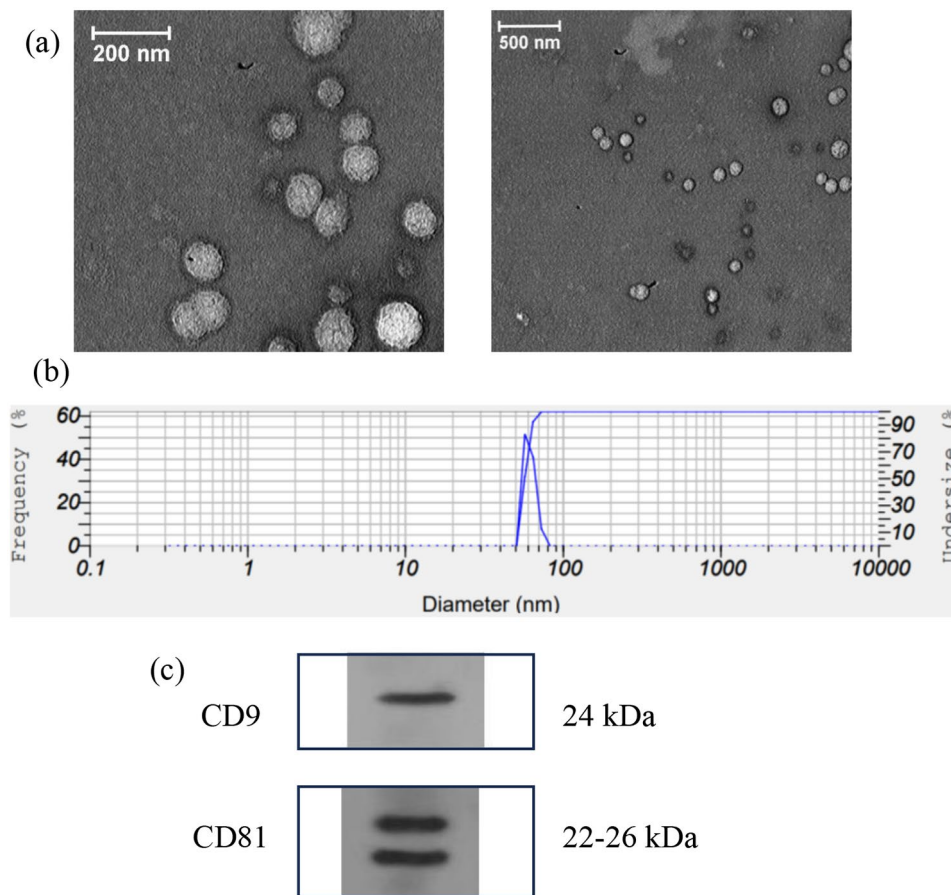 (a)
200 nm
500 nm
(b)
Frequency (%
60
40
20
0
90
70
50
30
10
Undersize (%
0.1
1
10
100
1000
10000
Diameter (nm)
(c)
CD9
24 kDa
CD81
22-26 kDa